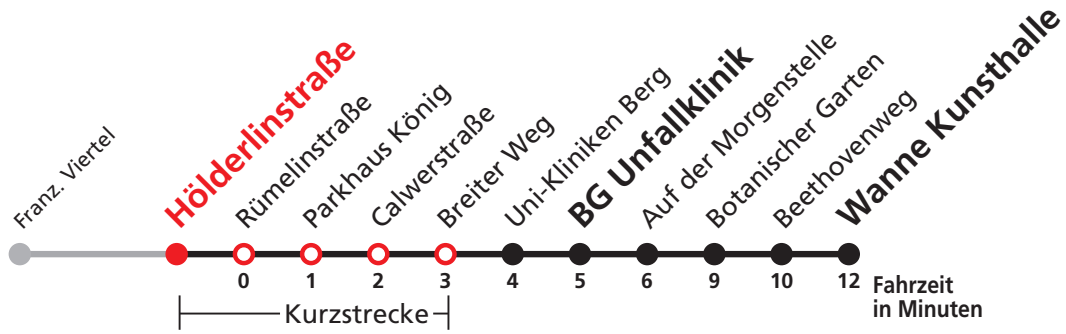 Franz. Viertel
Hölderlinstraße
Rümelinstraße
Parkhaus König
Calwerstraße
Breiter Weg
Uni-Kliniken Berg
BG Unfallklinik
Auf der Morgenstelle
Botanischer Garten
Beethovenweg
Wanne Kunsthalle
0 1 2 3 4 5 6 9 10 12
Fahrzeit
in Minuten
Kurzstrecke